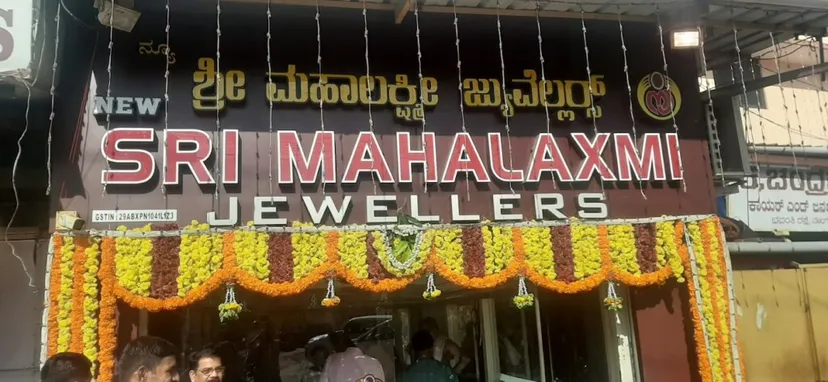 ನ್ಯೂ
ಶ್ರೀ ಮಹಾಲಕ್ಷ್ಮೀ ಜ್ಯುವೆಲ್ಲರ್ಸ್
NEW
SRI MAHALAXMI
JEWELLERS
S